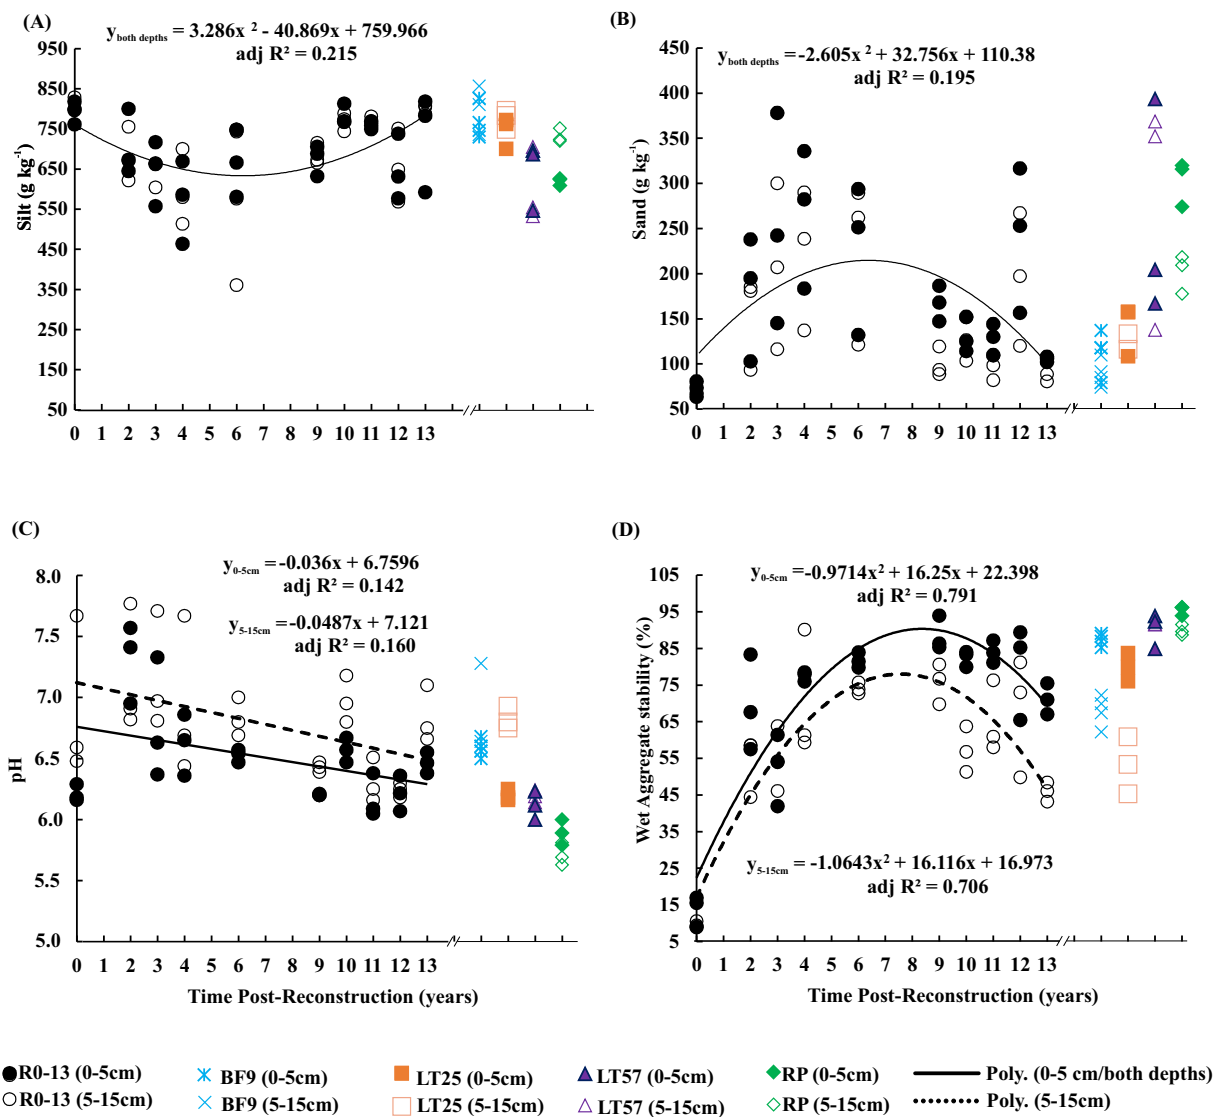 (A)
y both depths = 3.286x ² - 40.869x + 759.966
adj R² = 0.215
950
850
750
650
550
450
350
250
150
50
Silt (g kg⁻¹)
0 1 2 3 4 5 6 7 8 9 10 11 12 13
(B)
y both depths = -2.605x ² + 32.756x + 110.38
adj R² = 0.195
450
400
350
300
250
200
150
100
50
Sand (g kg⁻¹)
0 1 2 3 4 5 6 7 8 9 10 11 12 13
(C)
y 0-5cm = -0.036x + 6.7596
adj R² = 0.142
y 5-15cm = -0.0487x + 7.121
adj R² = 0.160
8.0
7.5
7.0
6.5
6.0
5.5
5.0
pH
0 1 2 3 4 5 6 7 8 9 10 11 12 13
Time Post-Reconstruction (years)
(D)
y 0-5cm = -0.9714x² + 16.25x + 22.398
adj R² = 0.791
105
95
85
75
65
55
45
35
25
15
5
Wet Aggregate stability (%)
y 5-15cm = -1.0643x² + 16.116x + 16.973
adj R² = 0.706
0 1 2 3 4 5 6 7 8 9 10 11 12 13
Time Post-Reconstruction (years)
R0-13 (0-5cm) BF9 (0-5cm) LT25 (0-5cm) LT57 (0-5cm) RP (0-5cm) Poly. (0-5 cm/both depths)
R0-13 (5-15cm) BF9 (5-15cm) LT25 (5-15cm) LT57 (5-15cm) RP (5-15cm) Poly. (5-15cm)